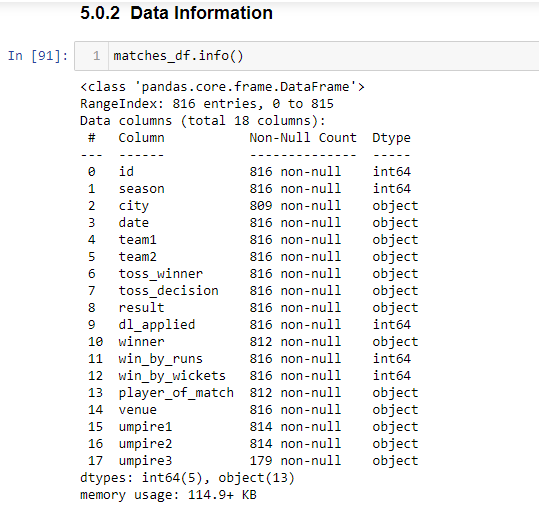 5.0.2 Data Information
In [91]: 1 matches_df.info()
<class 'pandas.core.frame.DataFrame'>
RangeIndex: 816 entries, 0 to 815
Data columns (total 18 columns):
 #   Column           Non-Null Count  Dtype
---  ------           --------------  -----
 0   id               816 non-null    int64
 1   season           816 non-null    int64
 2   city             809 non-null    object
 3   date             816 non-null    object
 4   team1            816 non-null    object
 5   team2            816 non-null    object
 6   toss_winner      816 non-null    object
 7   toss_decision    816 non-null    object
 8   result           816 non-null    object
 9   dl_applied       816 non-null    int64
 10  winner           812 non-null    object
 11  win_by_runs      816 non-null    int64
 12  win_by_wickets   816 non-null    int64
 13  player_of_match  812 non-null    object
 14  venue            816 non-null    object
 15  umpire1          814 non-null    object
 16  umpire2          814 non-null    object
 17  umpire3          179 non-null    object
dtypes: int64(5), object(13)
memory usage: 114.9+ KB